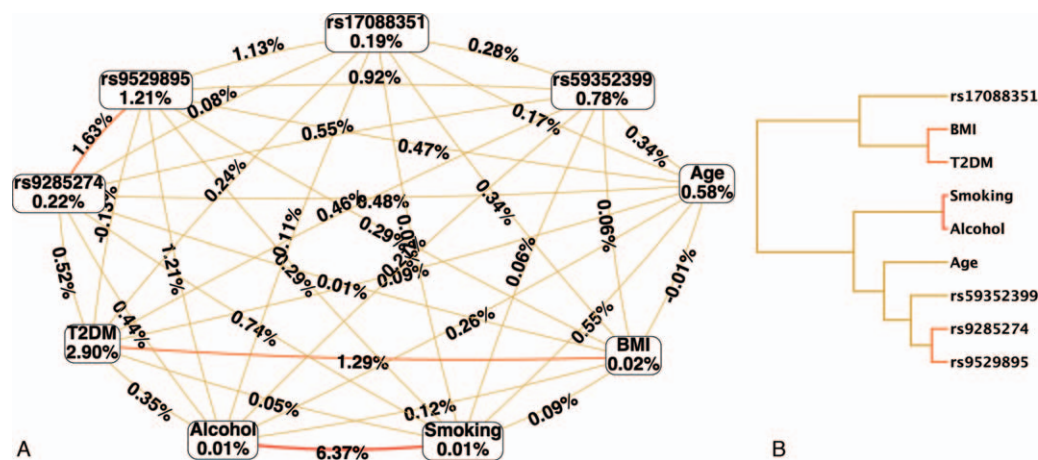 rs17088351
0.19%
1.13%
0.28%
rs9529895
1.21%
0.92%
rs59352399
0.78%
0.08%
0.17%
1.63%
0.55%
0.47%
0.34%
rs9285274
0.22%
Age
0.58%
0.24%
0.46%
0.48%
0.34%
0.06%
-0.13%
-0.11%
0.29%
0.52%
1.21%
0.29%
0.01%
0.09%
0.06%
-0.01%
0.44%
0.74%
0.26%
0.55%
T2DM
2.90%
1.29%
BMI
0.02%
0.35%
0.05%
0.12%
0.09%
Alcohol
0.01%
6.37%
Smoking
0.01%
A
rs17088351
BMI
T2DM
Smoking
Alcohol
Age
rs59352399
rs9285274
rs9529895
B